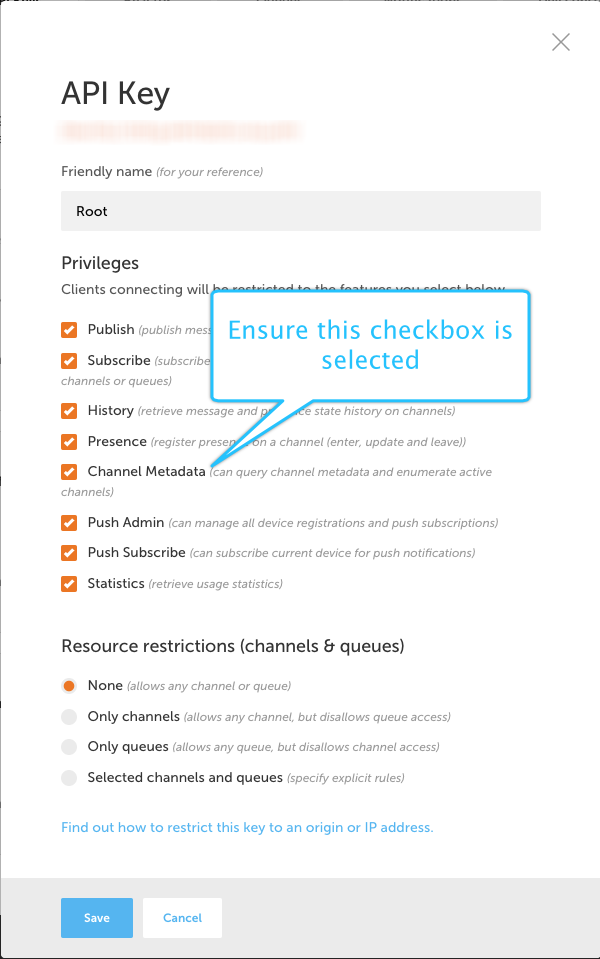 API Key
Friendly name (for your reference)
Root
Privileges
Clients connecting will be restricted to the features you select below.
Ensure this checkbox is
selected
Publish (publish mess
Subscribe (subscribe
channels or queues)
History (retrieve message and p ce state history on channels)
Presence (register presen on a channel (enter, update and leave))
Channel Metadata (can query channel metadata and enumerate active
channels)
Push Admin (can manage all device registrations and push subscriptions)
Push Subscribe (can subscribe current device for push notifications)
Statistics (retrieve usage statistics)
Resource restrictions (channels & queues)
None (allows any channel or queue)
Only channels (allows any channel, but disallows queue access)
Only queues (allows any queue, but disallows channel access)
Selected channels and queues (specify explicit rules)
Find out how to restrict this key to an origin or IP address.
Save
Cancel